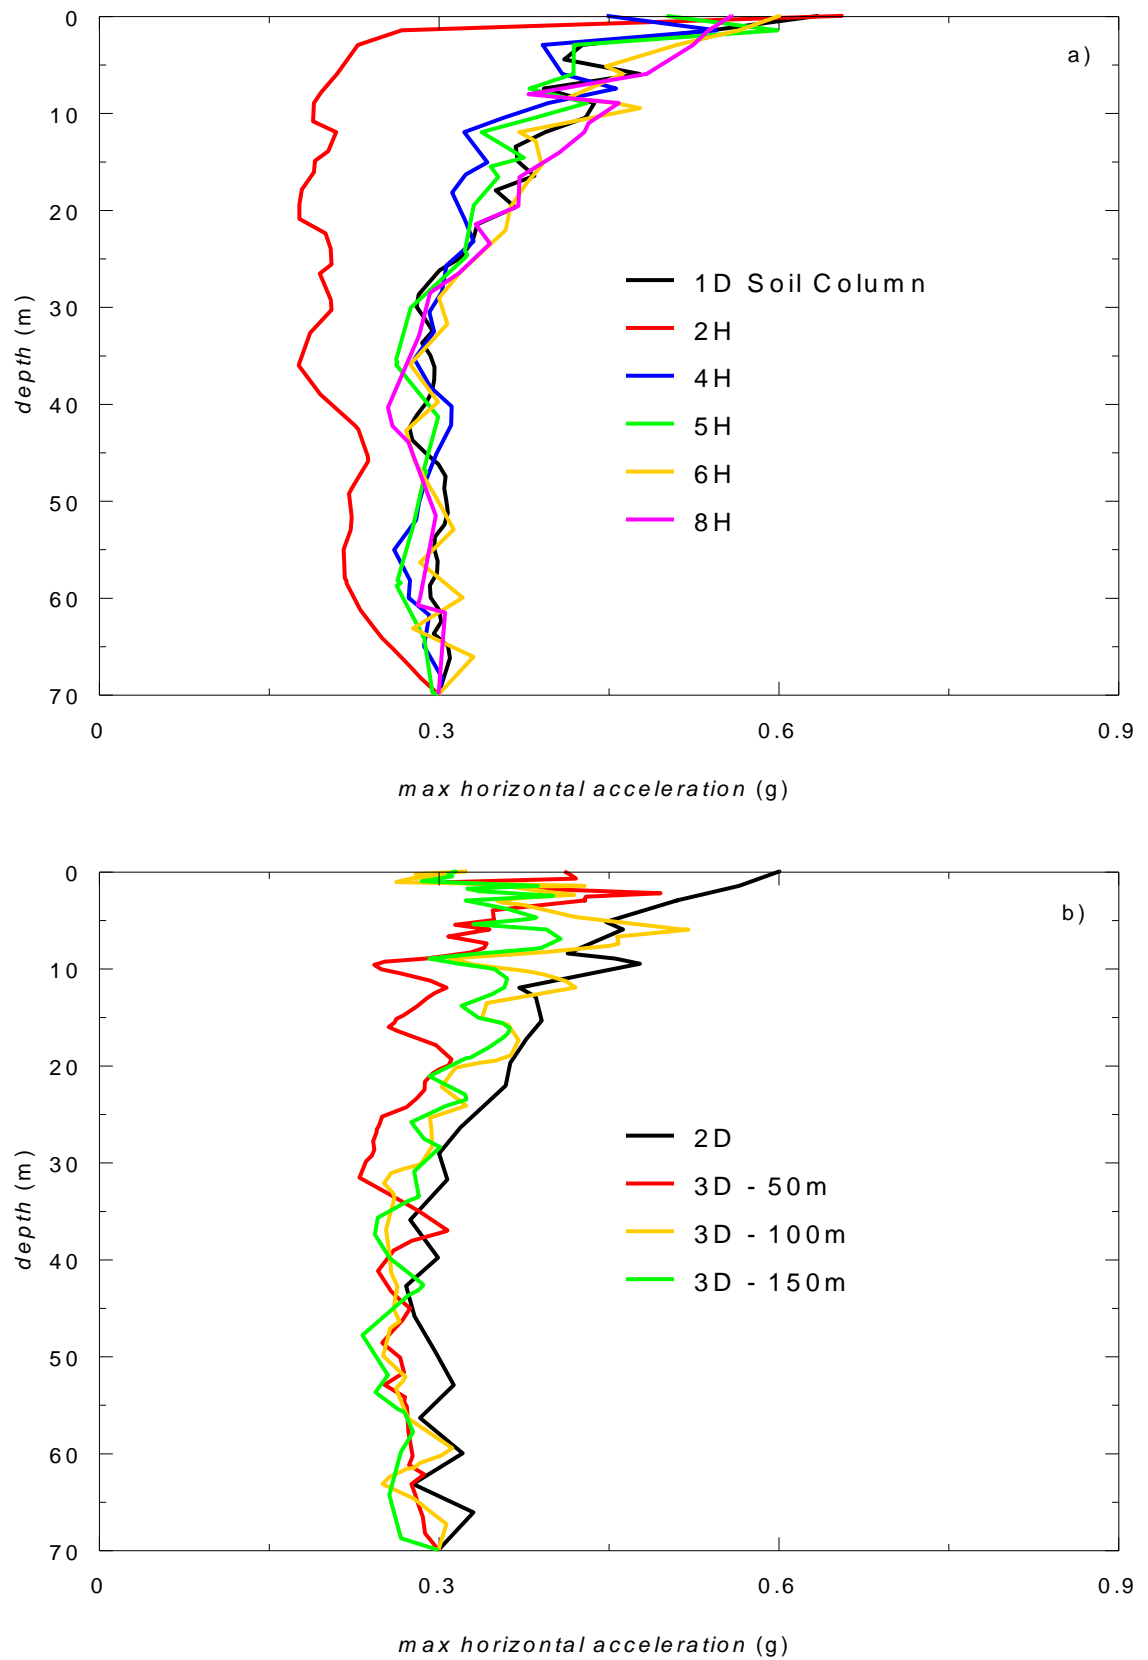 0
a)
10
20
1D Soil Column
30
2H
depth (m)
4H
40
5H
6H
50
8H
60
70
0
0.3
0.6
0.9
max horizontal acceleration (g)
0
b)
10
20
2D
30
3D - 50m
depth (m)
3D - 100m
40
3D - 150m
50
60
70
0
0.3
0.6
0.9
max horizontal acceleration (g)